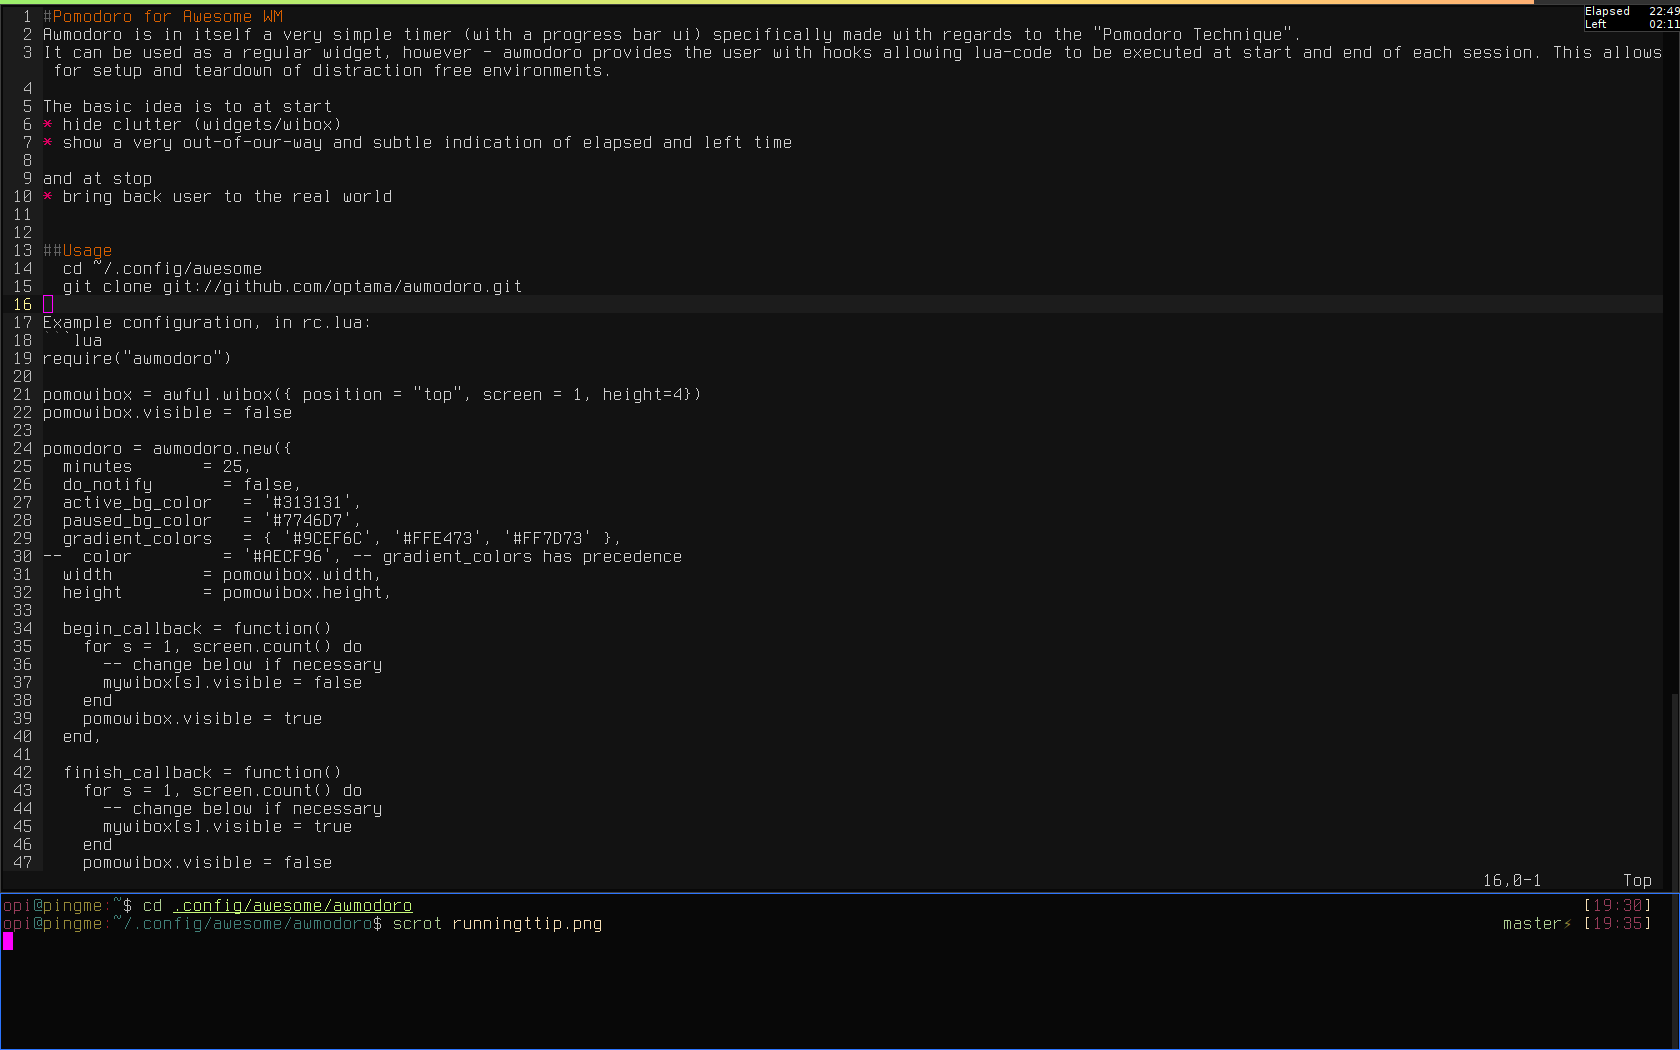 1 #Pomodoro for Awesome WM
Elapsed 22:49
Left 02:11
2 Awmodoro is in itself a very simple timer (with a progress bar ui) specifically made with regards to the "Pomodoro Technique".
3 It can be used as a regular widget, however - awmodoro provides the user with hooks allowing lua-code to be executed at start and end of each session. This allows
for setup and teardown of distraction free environments.
4
5 The basic idea is to at start
6 * hide clutter (widgets/wibox)
7 * show a very out-of-our-way and subtle indication of elapsed and left time
8
9 and at stop
10 * bring back user to the real world
11
12
13 ##Usage
14   cd ~/.config/awesome
15   git clone git://github.com/optama/awmodoro.git
16
17 Example configuration, in rc.lua:
18 ```lua
19 require("awmodoro")
20
21 pomowibox = awful.wibox({ position = "top", screen = 1, height=4})
22 pomowibox.visible = false
23
24 pomodoro = awmodoro.new({
25   minutes       = 25,
26   do_notify       = false,
27   active_bg_color   = '#313131',
28   paused_bg_color   = '#7746D7',
29   gradient_colors   = { '#9CEF6C', '#FFE473', '#FF7D73' },
30 --  color         = '#AECF96', -- gradient_colors has precedence
31   width         = pomowibox.width,
32   height        = pomowibox.height,
33
34   begin_callback = function()
35     for s = 1, screen.count() do
36       -- change below if necessary
37       mywibox[s].visible = false
38     end
39     pomowibox.visible = true
40   end,
41
42   finish_callback = function()
43     for s = 1, screen.count() do
44       -- change below if necessary
45       mywibox[s].visible = true
46     end
47     pomowibox.visible = false
16,0-1 Top
opi@pingme:~$ cd .config/awesome/awmodoro [19:30]
opi@pingme:~/.config/awesome/awmodoro$ scrot runningttip.png master⚡ [19:35]